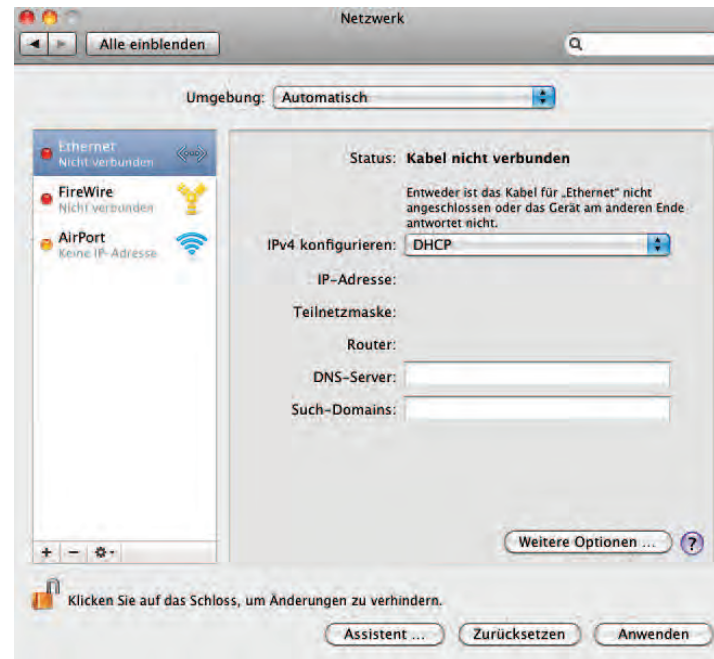 Netzwerk
Alle einblenden
Umgebung: Automatisch
Ethernet
Nicht verbunden
FireWire
Nicht verbunden
AirPort
Keine IP-Adresse
Status: Kabel nicht verbunden
Entweder ist das Kabel für „Ethernet“ nicht
angeschlossen oder das Gerät am anderen Ende
antwortet nicht.
IPv4 konfigurieren: DHCP
IP-Adresse:
Teilnetzmaske:
Router:
DNS-Server:
Such-Domains:
Weitere Optionen ... ?
Klicken Sie auf das Schloss, um Änderungen zu verhindern.
Assistent ... Zurücksetzen Anwenden